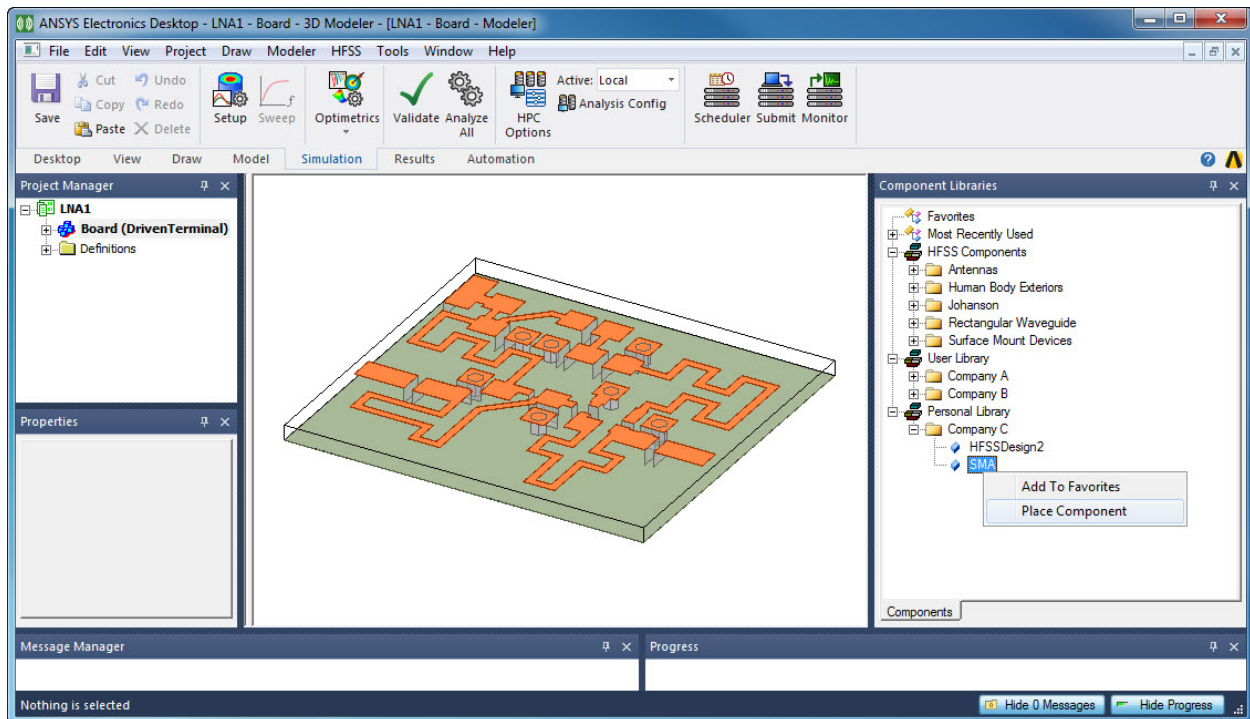 ANSYS Electronics Desktop - LNA1 - Board - 3D Modeler - [LNA1 - Board - Modeler]
File Edit View Project Draw Modeler HFSS Tools Window Help
Save
Cut
Copy
Paste
Undo
Redo
Delete
Setup
Sweep
Optimetrics
Validate
Analyze All
HPC Options
Active: Local
Analysis Config
Scheduler
Submit
Monitor
Desktop View Draw Model Simulation Results Automation
Project Manager
LNA1
Board (DrivenTerminal)
Definitions
Properties
Component Libraries
Favorites
Most Recently Used
HFSS Components
Antennas
Human Body Exteriors
Johanson
Rectangular Waveguide
Surface Mount Devices
User Library
Company A
Company B
Personal Library
Company C
HFSSDesign2
SMA
Add To Favorites
Place Component
Components
Message Manager
Progress
Nothing is selected
Hide 0 Messages
Hide Progress